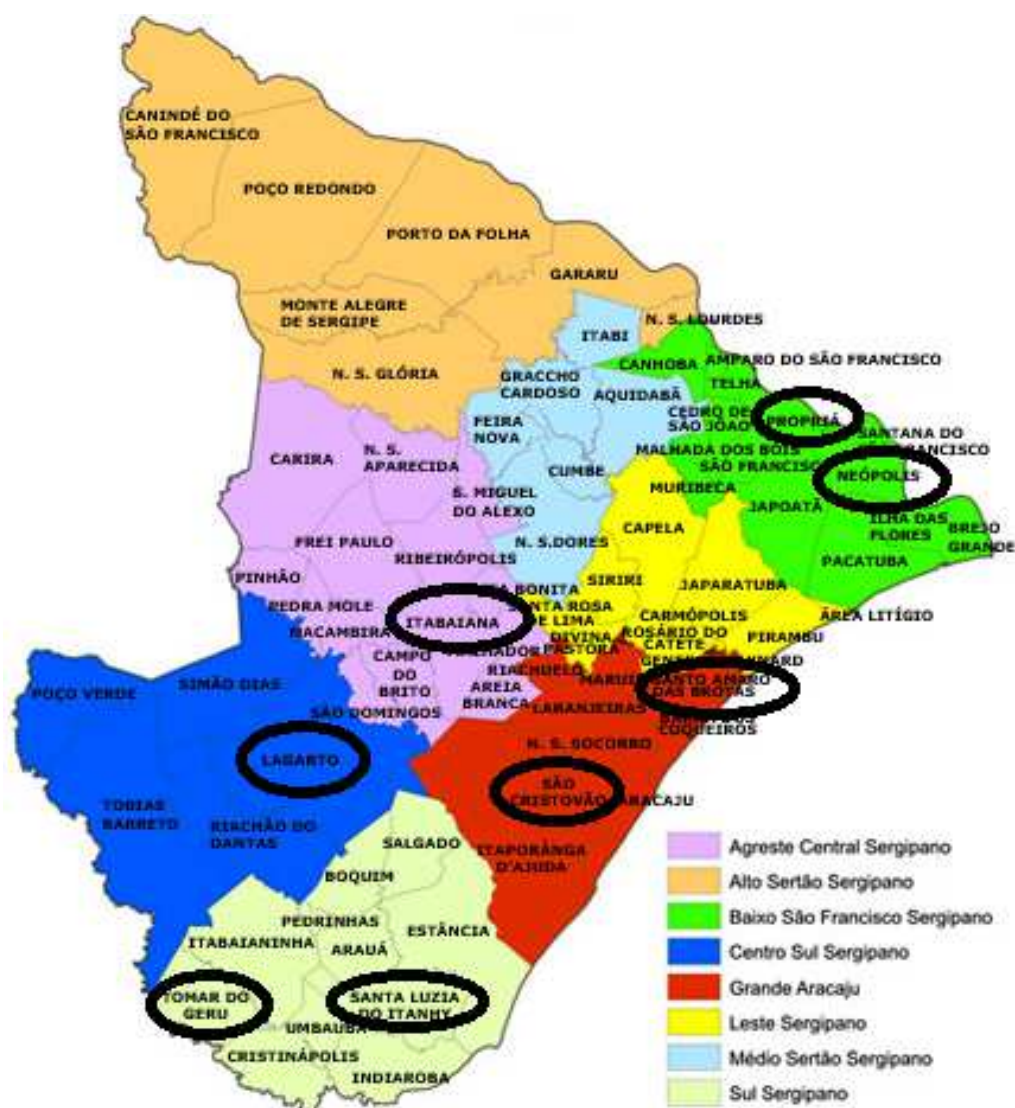 CANINDÉ DO
SÃO FRANCISCO
POÇO REDONDO
PORTO DA FOLHA
GARARU
MONTE ALEGRE
DE SERGIPE
N. S. LOURDES
ITABI
N. S. GLÓRIA
CANHOBA
AMPARO DO SÃO FRANCISCO
GRACCHO
CARDOSO
AQUIDABÃ
TELHA
CEDRO DE
SÃO JOÃO
PROPRIÁ
FEIRA
NOVA
SANTANA DO
FRANCISCO
CARIRA
N. S.
APARECIDA
MALHADA DOS BOIS
SÃO FRANCISCO
CUMBE
NEÓPOLIS
MURIBECA
S. MIGUEL
DO ALEXO
JAPOATÃ
ILHA DAS
FLORES
BREJO
GRANDE
CAPELA
FREI PAULO
RIBEIRÓPOLIS
N. S.DORES
PACATUBA
PINHÃO
SIRIRI
JAPARATUBA
BONITA
PEDRA MOLE
SANTA ROSA
DE LIMA
CARMÓPOLIS
ÁREA LITÍGIO
ITABAIANA
MACAMBIRA
DIVINA
PASTORA
ROSÁRIO DO
CATETE
PIRAMBU
CAMPO
DO
BRITO
RIACHUELO
MARUIM
SANTO AMARO
DAS BROTAS
POÇO VERDE
SIMÃO DIAS
AREIA
BRANCA
SÃO DOMINGOS
LARANJEIRAS
COQUEIROS
N. S. SOCORRO
LAGARTO
SÃO
CRISTOVÃO
ARACAJU
TOBIAS
BARRETO
RIACHÃO DO
DANTAS
SALGADO
ITAPORÂNGA
D'AJUDA
BOQUIM
PEDRINHAS
ITABAIANINHA
ARAUÁ
ESTÂNCIA
TOMAR DO
GERU
SANTA LUZIA
DO ITANHY
UMBAUBA
CRISTINÁPOLIS
INDIAROBA
Agreste Central Sergipano
Alto Sertão Sergipano
Baixo São Francisco Sergipano
Centro Sul Sergipano
Grande Aracaju
Leste Sergipano
Médio Sertão Sergipano
Sul Sergipano